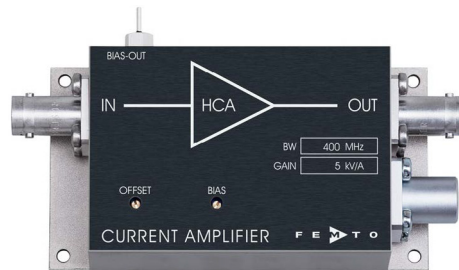 BIAS-OUT
IN HCA OUT
BW 400 MHz
GAIN 5 kV/A
OFFSET BIAS
CURRENT AMPLIFIER FEMTO